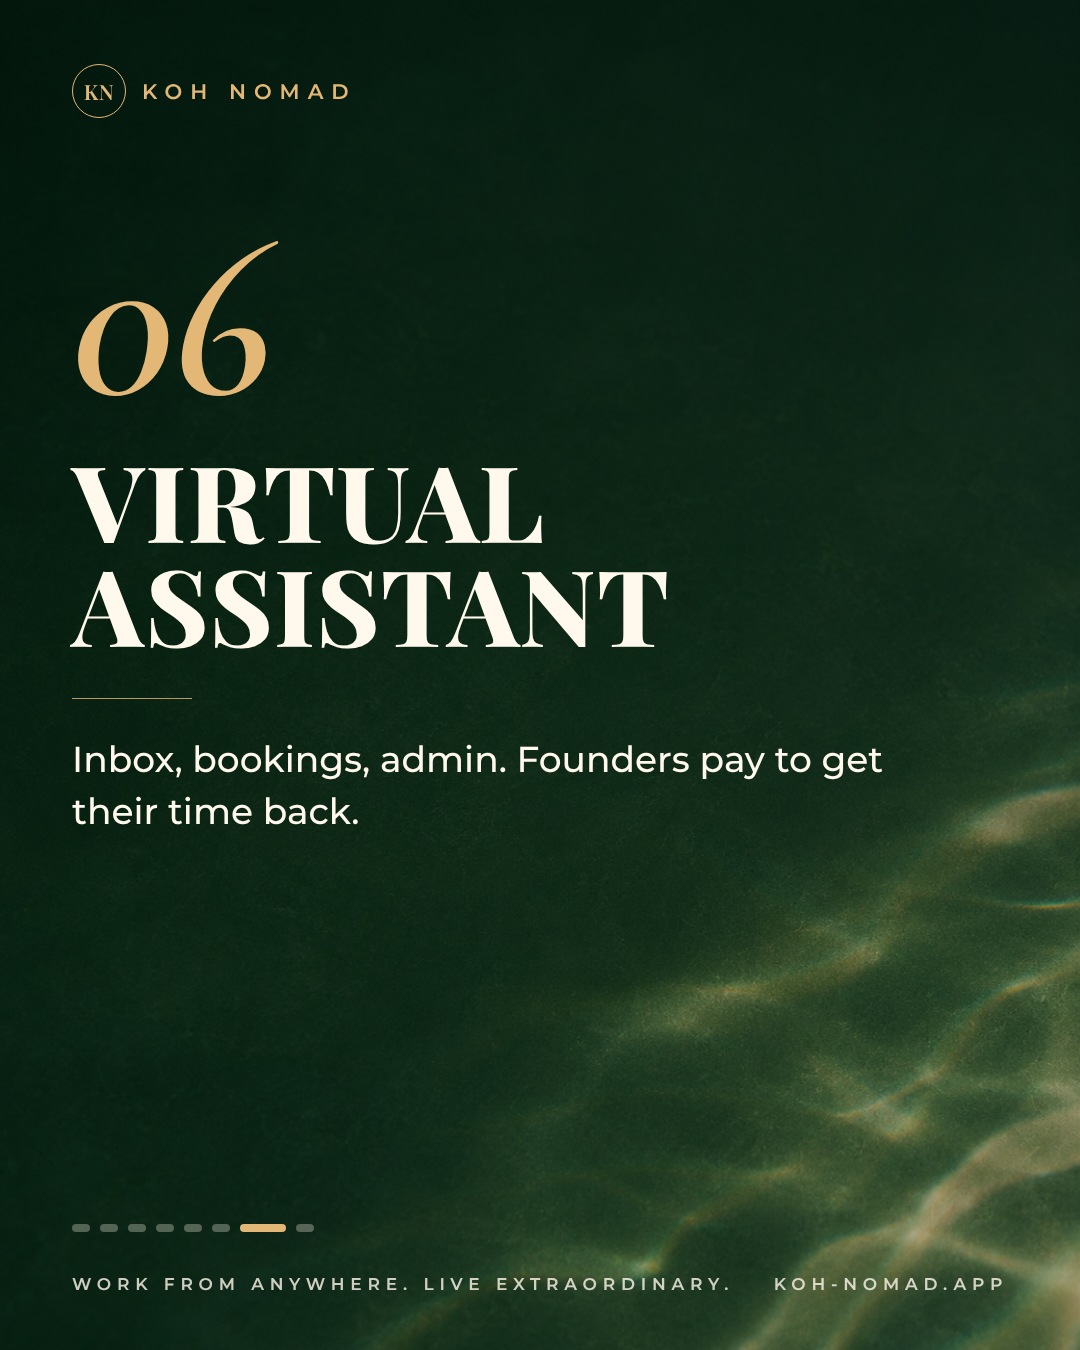 KN KOH NOMAD
06
VIRTUAL
ASSISTANT
Inbox, bookings, admin. Founders pay to get
their time back.
WORK FROM ANYWHERE. LIVE EXTRAORDINARY. KOH-NOMAD.APP